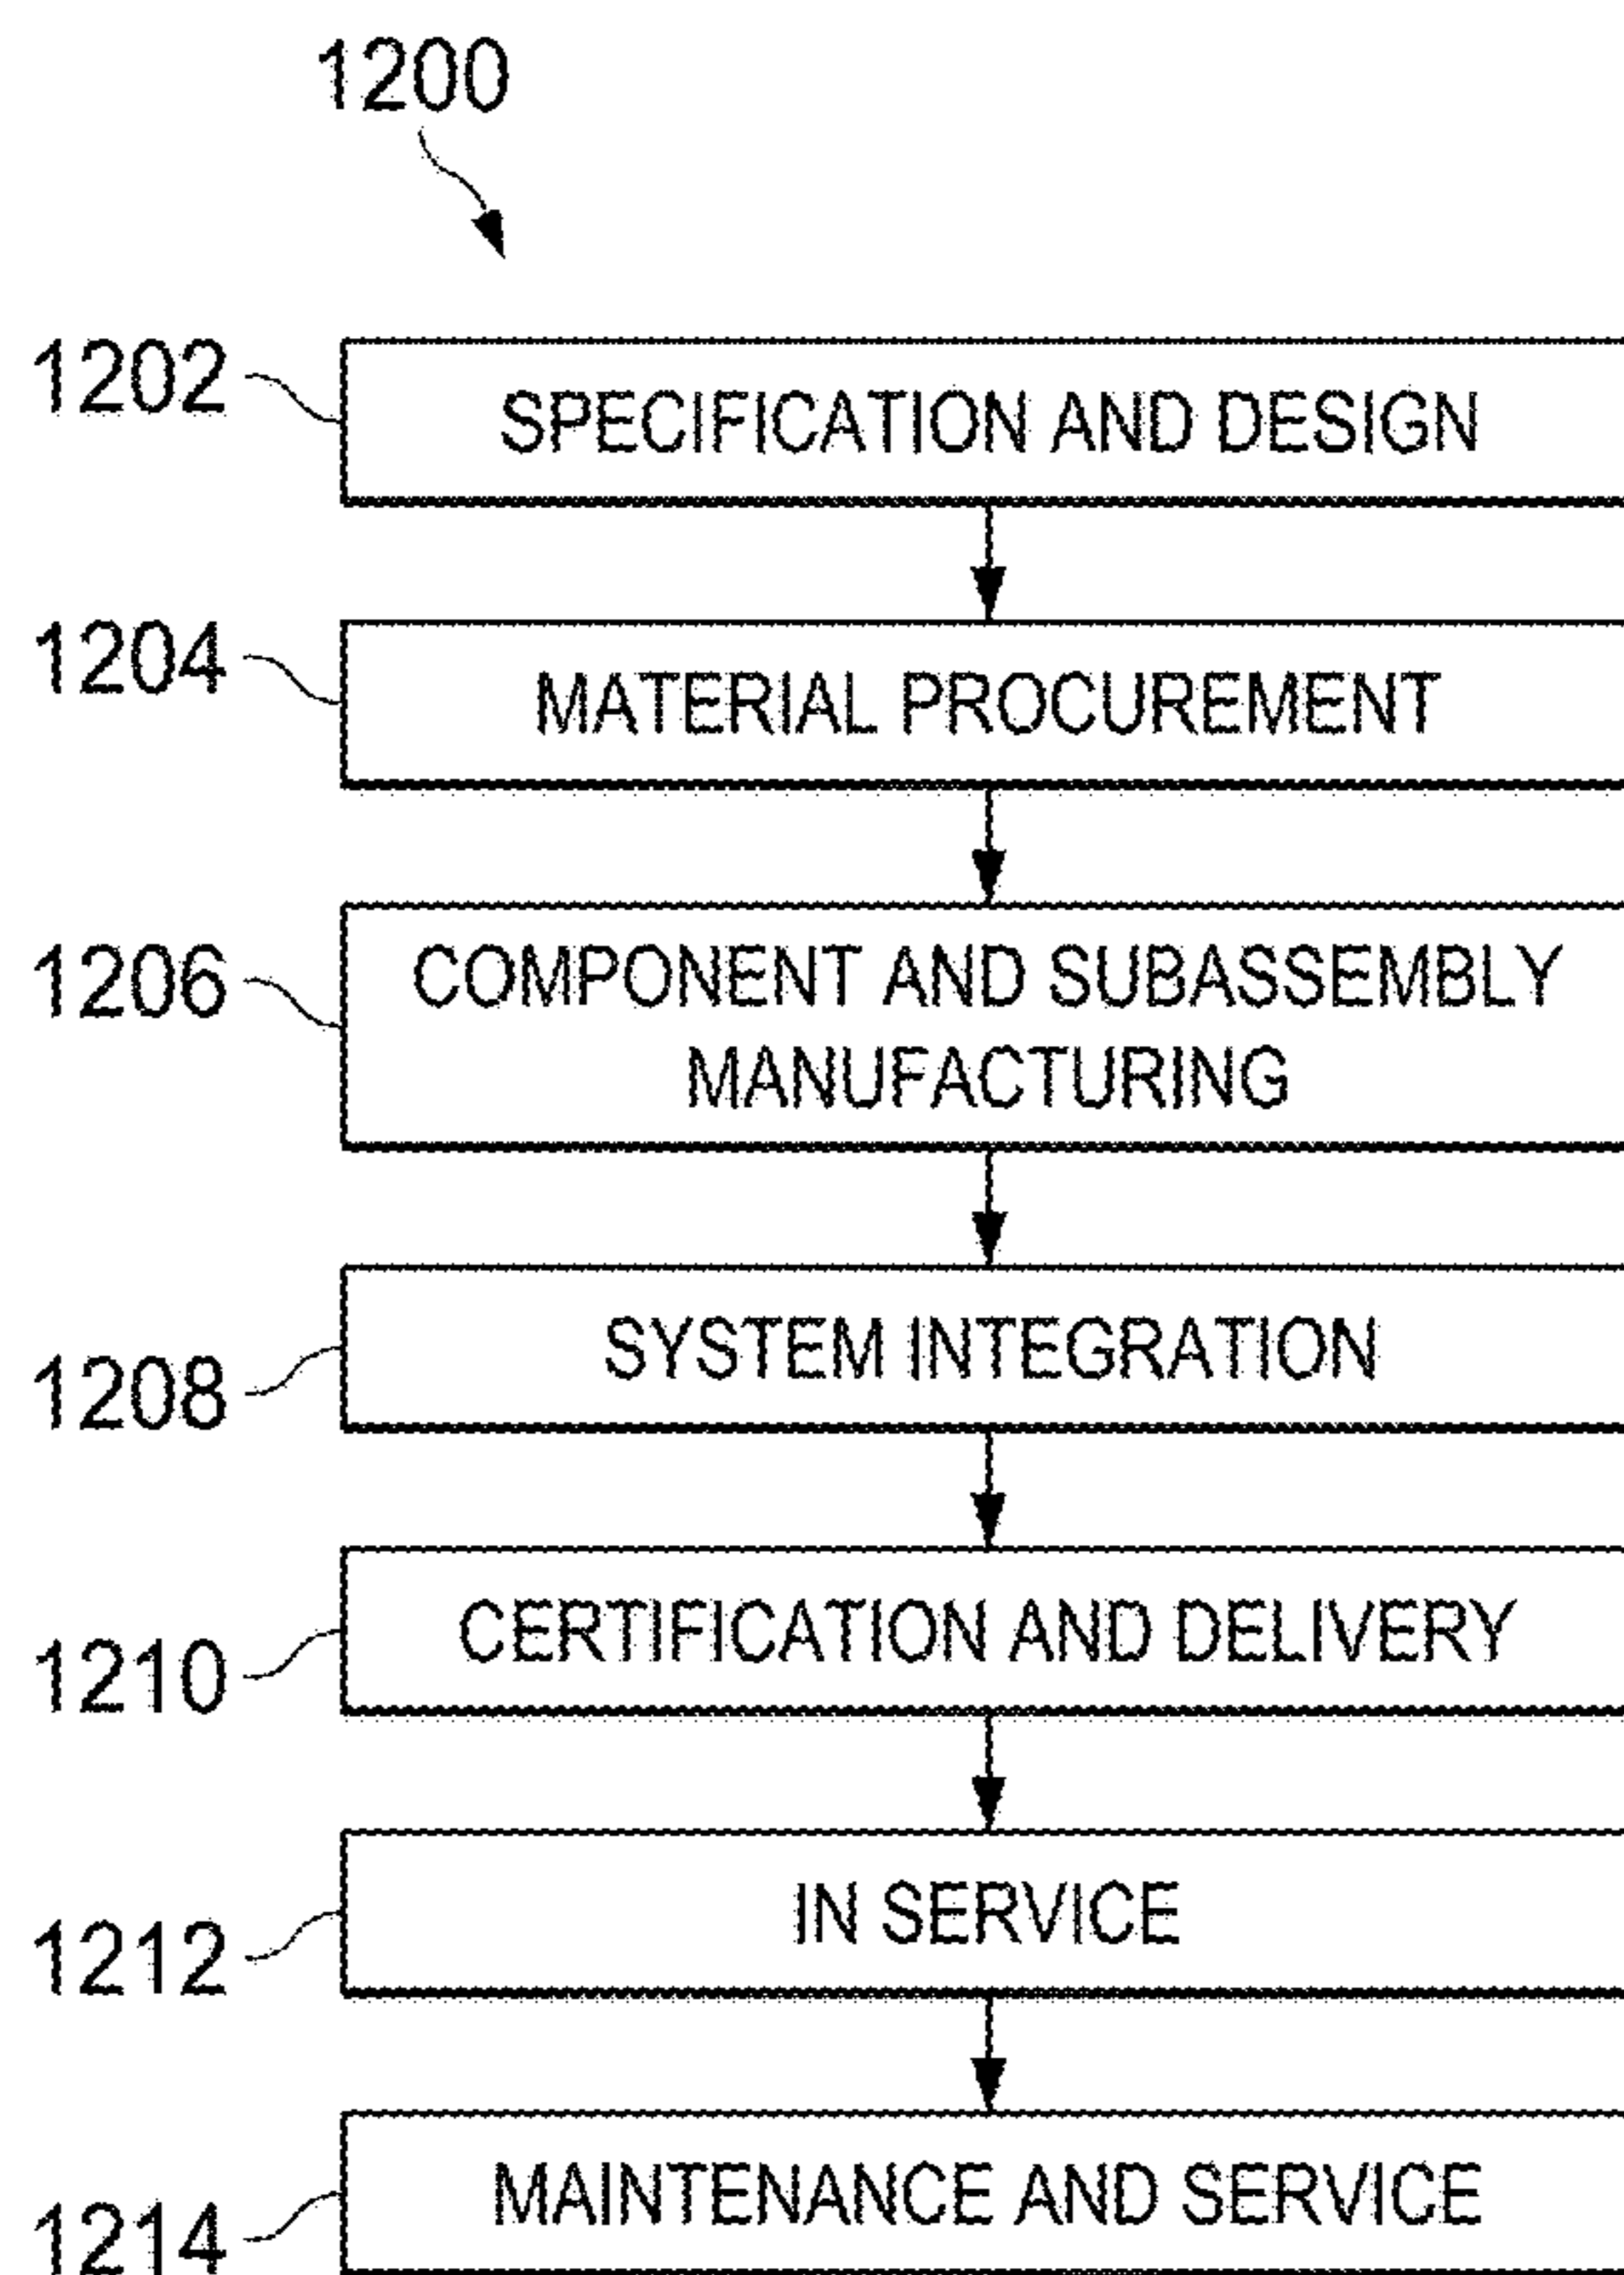 1200
1202
SPECIFICATION AND DESIGN
1204
MATERIAL PROCUREMENT
1206
COMPONENT AND SUBASSEMBLY
MANUFACTURING
1208
SYSTEM INTEGRATION
1210
CERTIFICATION AND DELIVERY
1212
IN SERVICE
1214
MAINTENANCE AND SERVICE